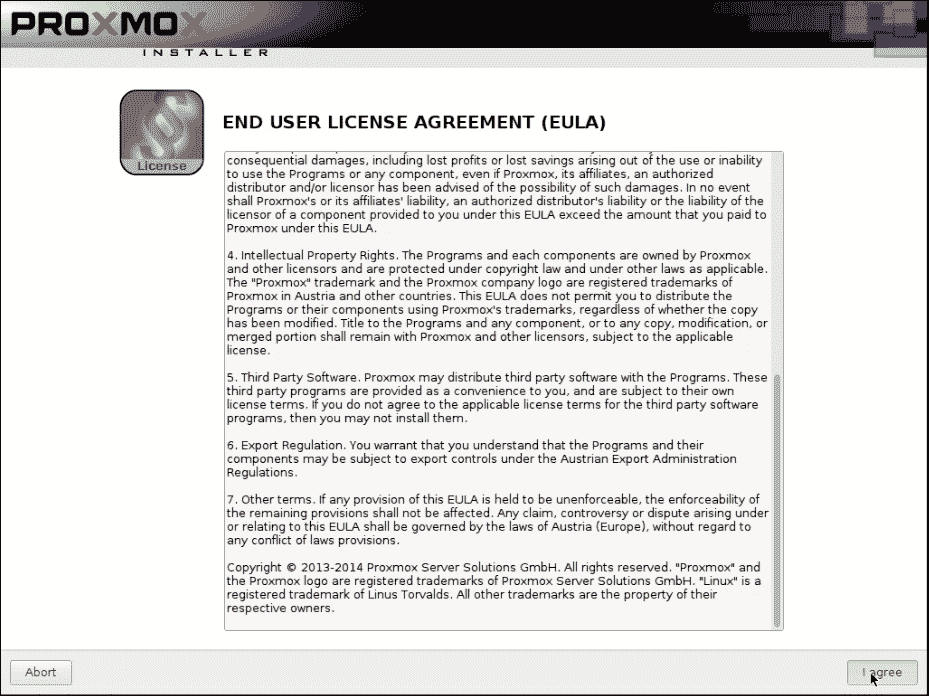 PROXMOX
INSTALLER
License
END USER LICENSE AGREEMENT (EULA)
consequential damages, including lost profits or lost savings arising out of the use or inability
to use the Programs or any component, even if Proxmox, its affiliates, an authorized
distributor and/or licensor has been advised of the possibility of such damages. In no event
shall Proxmox's or its affiliates' liability, an authorized distributor's liability or the liability of the
licensor of a component provided to you under this EULA exceed the amount that you paid to
Proxmox under this EULA.
4. Intellectual Property Rights. The Programs and each components are owned by Proxmox
and other licensors and are protected under copyright law and under other laws as applicable.
The "Proxmox" trademark and the Proxmox company logo are registered trademarks of
Proxmox in Austria and other countries. This EULA does not permit you to distribute the
Programs or their components using Proxmox's trademarks, regardless of whether the copy
has been modified. Title to the Programs and any component, or to any copy, modification, or
merged portion shall remain with Proxmox and other licensors, subject to the applicable
license.
5. Third Party Software. Proxmox may distribute third party software with the Programs. These
third party programs are provided as a convenience to you, and are subject to their own
license terms. If you do not agree to the applicable license terms for the third party software
programs, then you may not install them.
6. Export Regulation. You warrant that you understand that the Programs and their
components may be subject to export controls under the Austrian Export Administration
Regulations.
7. Other terms. If any provision of this EULA is held to be unenforceable, the enforceability of
the remaining provisions shall not be affected. Any claim, controversy or dispute arising under
or relating to this EULA shall be governed by the laws of Austria (Europe), without regard to
any conflict of laws provisions.
Copyright © 2013-2014 Proxmox Server Solutions GmbH. All rights reserved. "Proxmox" and
the Proxmox logo are registered trademarks of Proxmox Server Solutions GmbH. "Linux" is a
registered trademark of Linus Torvalds. All other trademarks are the property of their
respective owners.
Abort
I agree